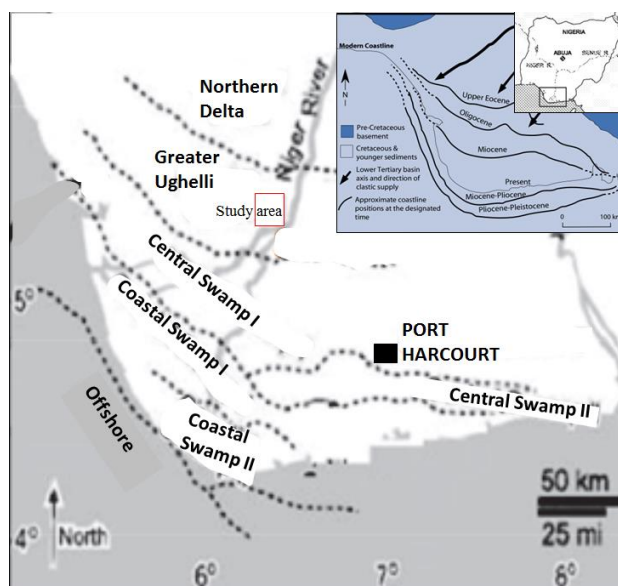 Northern
Delta
Greater
Ughelli
Niger River
Study area
Central Swamp I
Coastal Swamp I
PORT
HARCOURT
Central Swamp II
Coastal
Swamp II
Offshore
North
50 km
25 mi
5°
4°
6°
7°
8°
Modern Coastline
N
Upper Eocene
Oligocene
Miocene
Present
Miocene-Pliocene
Pliocene-Pleistocene
Pre-Cretaceous
basement
Cretaceous &
younger sediments
Lower Tertiary basin
axis and direction of
clastic supply
Approximate coastline
positions at the designated
time
0
100 km
NIGERIA
ABUJA
NIGER R.